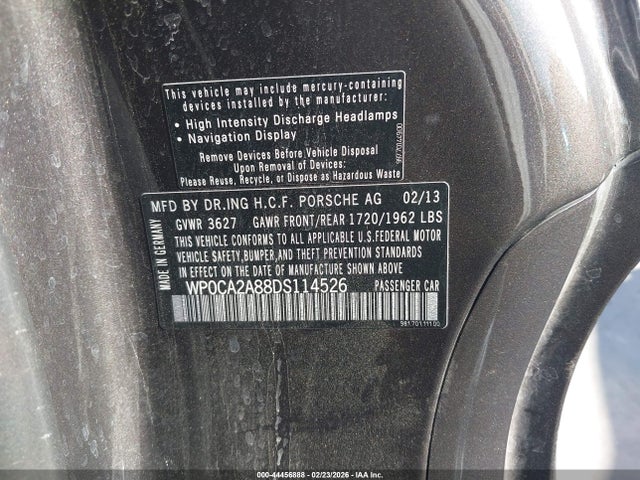 This vehicle may include mercury-containing
devices installed by the manufacturer:
• High Intensity Discharge Headlamps
• Navigation Display
Remove Devices Before Vehicle Disposal
Upon Removal of Devices:
Please Reuse, Recycle, or Dispose as Hazardous Waste
MADE IN GERMANY
MFD BY DR.ING H.C.F. PORSCHE AG 02/13
GVWR 3627 GAWR FRONT/REAR 1720/1962 LBS
THIS VEHICLE CONFORMS TO ALL APPLICABLE U.S.FEDERAL MOTOR
VEHICLE SAFETY,BUMPER,AND THEFT PREVENTION STANDARDS
IN EFFECT ON THE DATE OF MANUFACTURE SHOWN ABOVE.
WP0CA2A88DS114526 PASSENGER CAR
98170111100
000-44456888 - 02/23/2026 - IAA Inc.